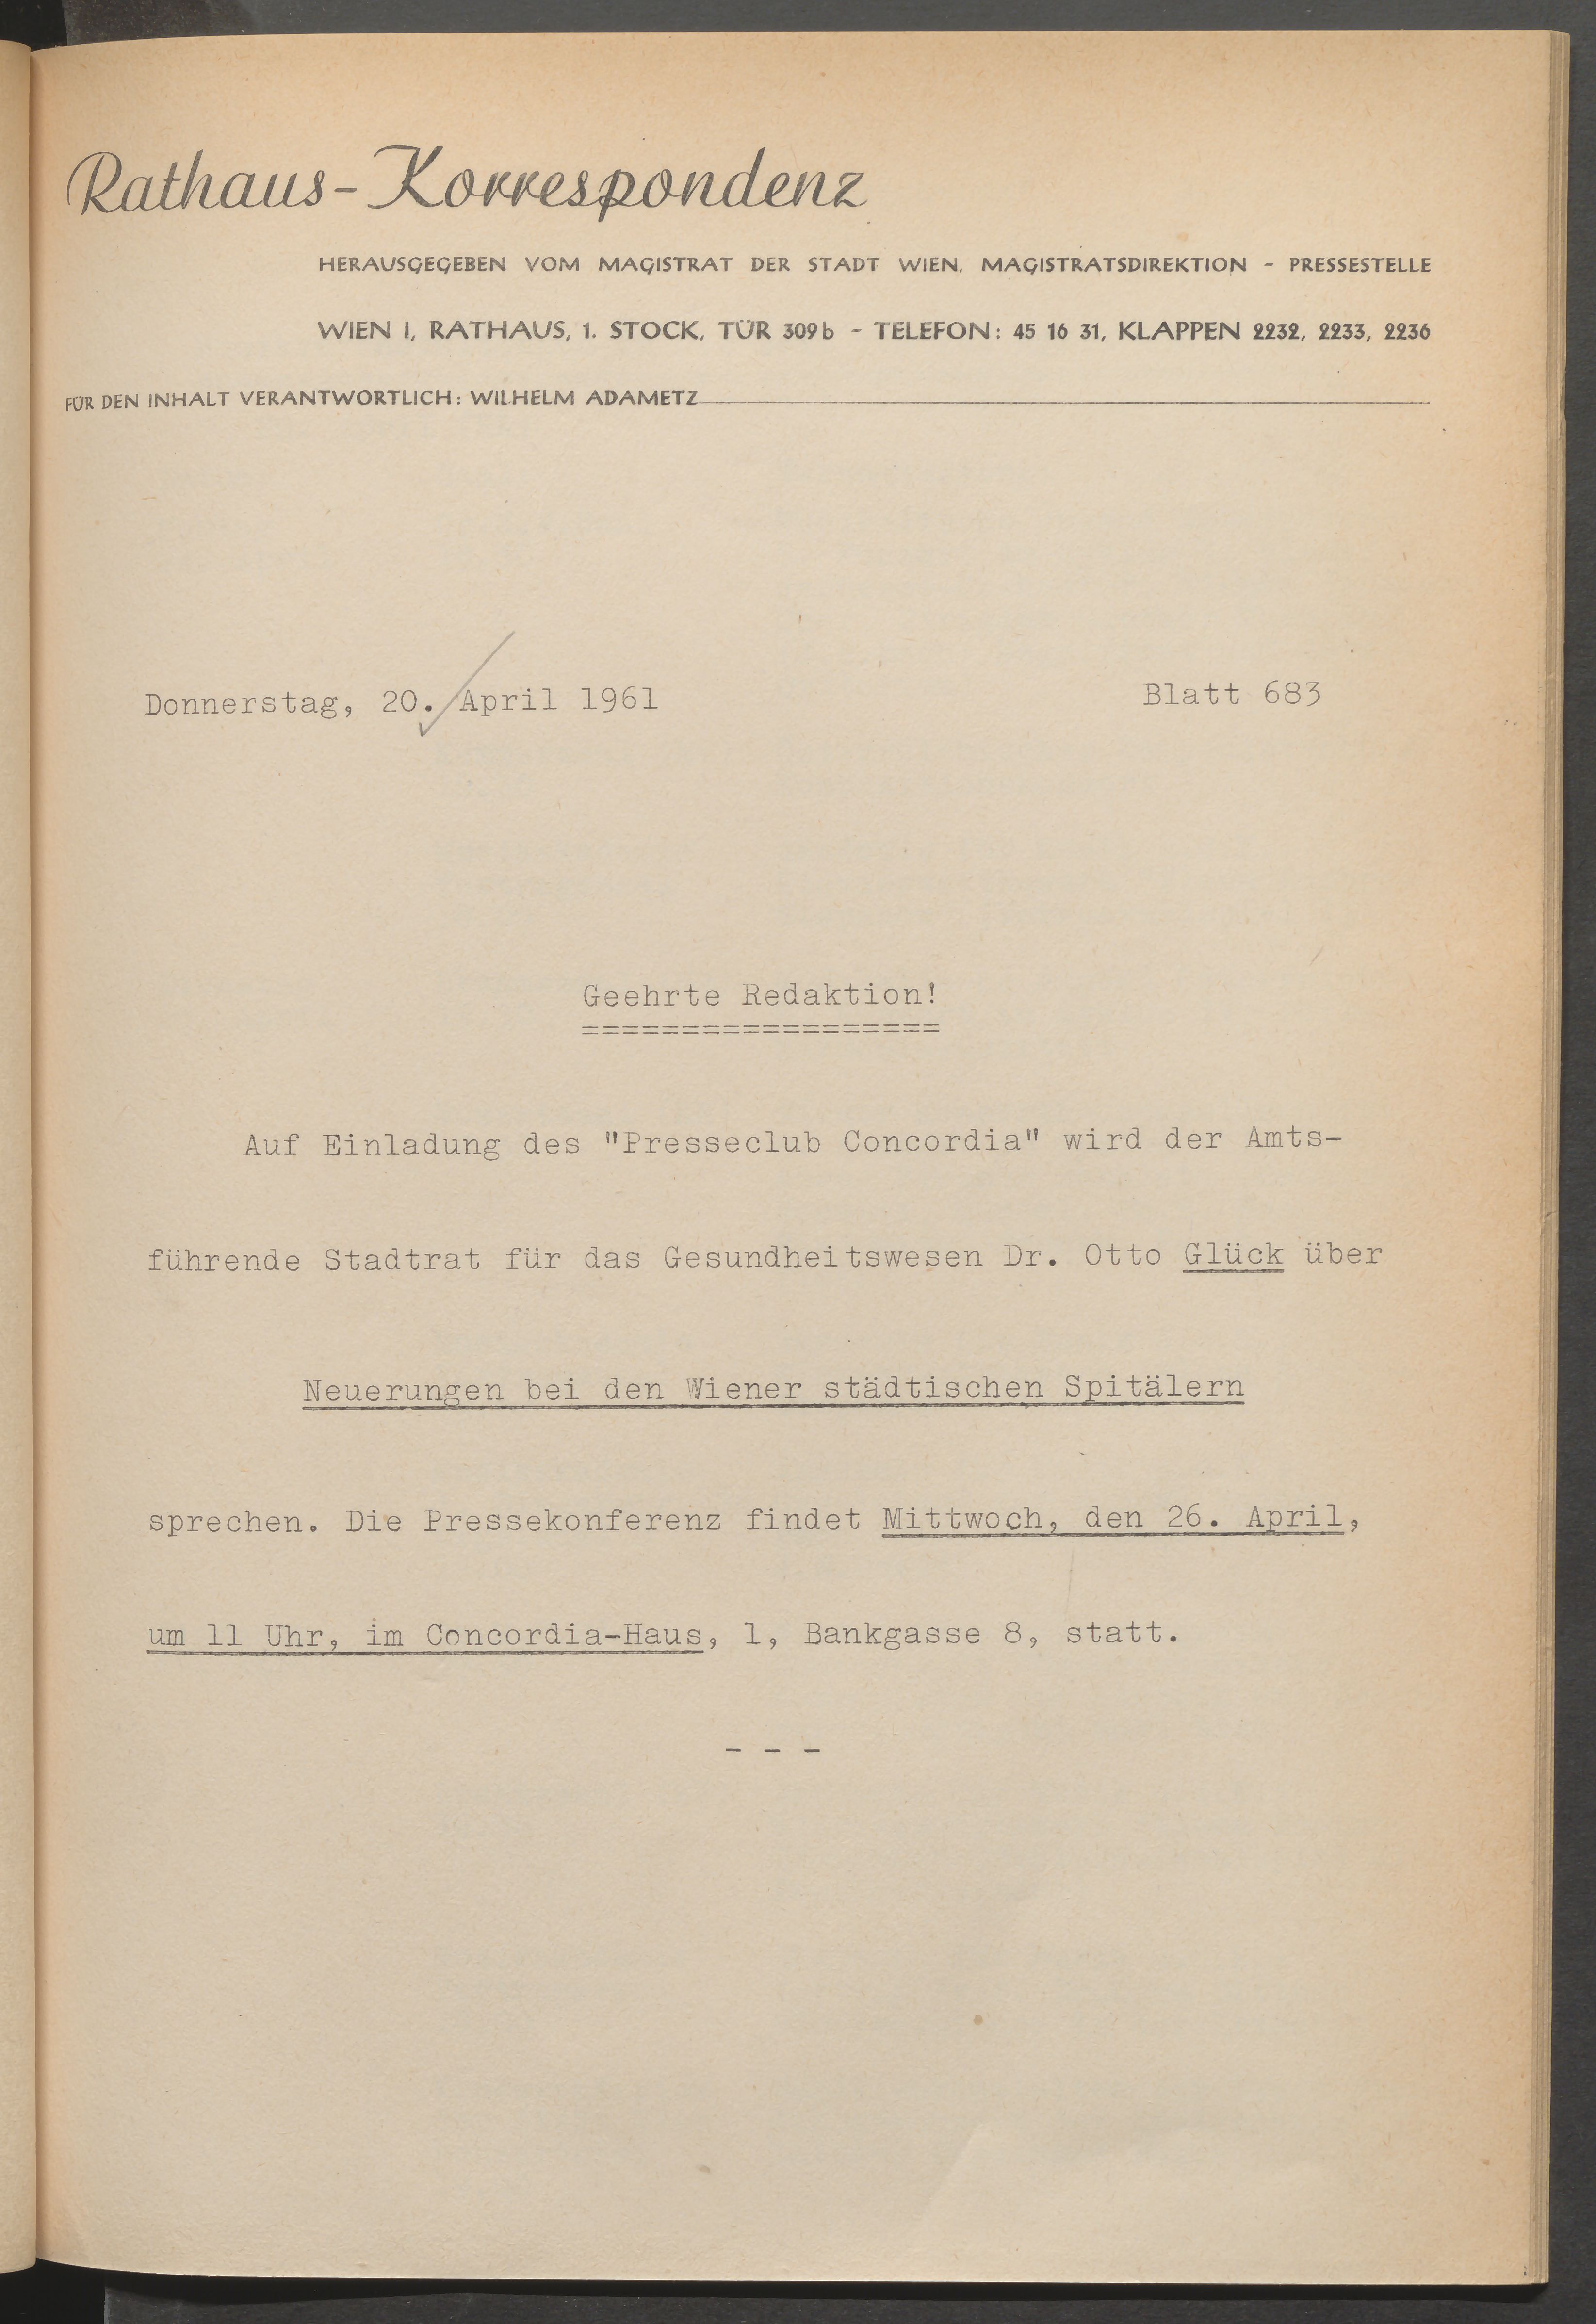 Rathaus-Korrespondenz
HERAUSGEGEBEN VOM MAGISTRAT DER STADT WIEN, MAGISTRATSDIREKTION - PRESSESTELLE
WIEN I, RATHAUS, 1. STOCK, TÜR 309b - TELEFON: 45 16 31, KLAPPEN 2232, 2233, 2236
FÜR DEN INHALT VERANTWORTLICH: WILHELM ADAMETZ
Donnerstag, 20. April 1961 Blatt 683
Geehrte Redaktion!
==================
Auf Einladung des "Presseclub Concordia" wird der Amts-
führende Stadtrat für das Gesundheitswesen Dr. Otto Glück über
Neuerungen bei den Wiener städtischen Spitälern
sprechen. Die Pressekonferenz findet Mittwoch, den 26. April,
um 11 Uhr, im Concordia-Haus, 1, Bankgasse 8, statt.
- - -